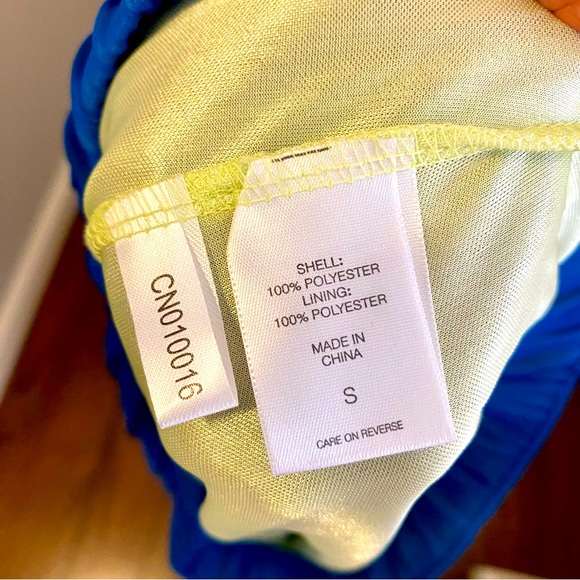 CN010016
SHELL:
100% POLYESTER
LINING:
100% POLYESTER
MADE IN
CHINA
S
CARE ON REVERSE